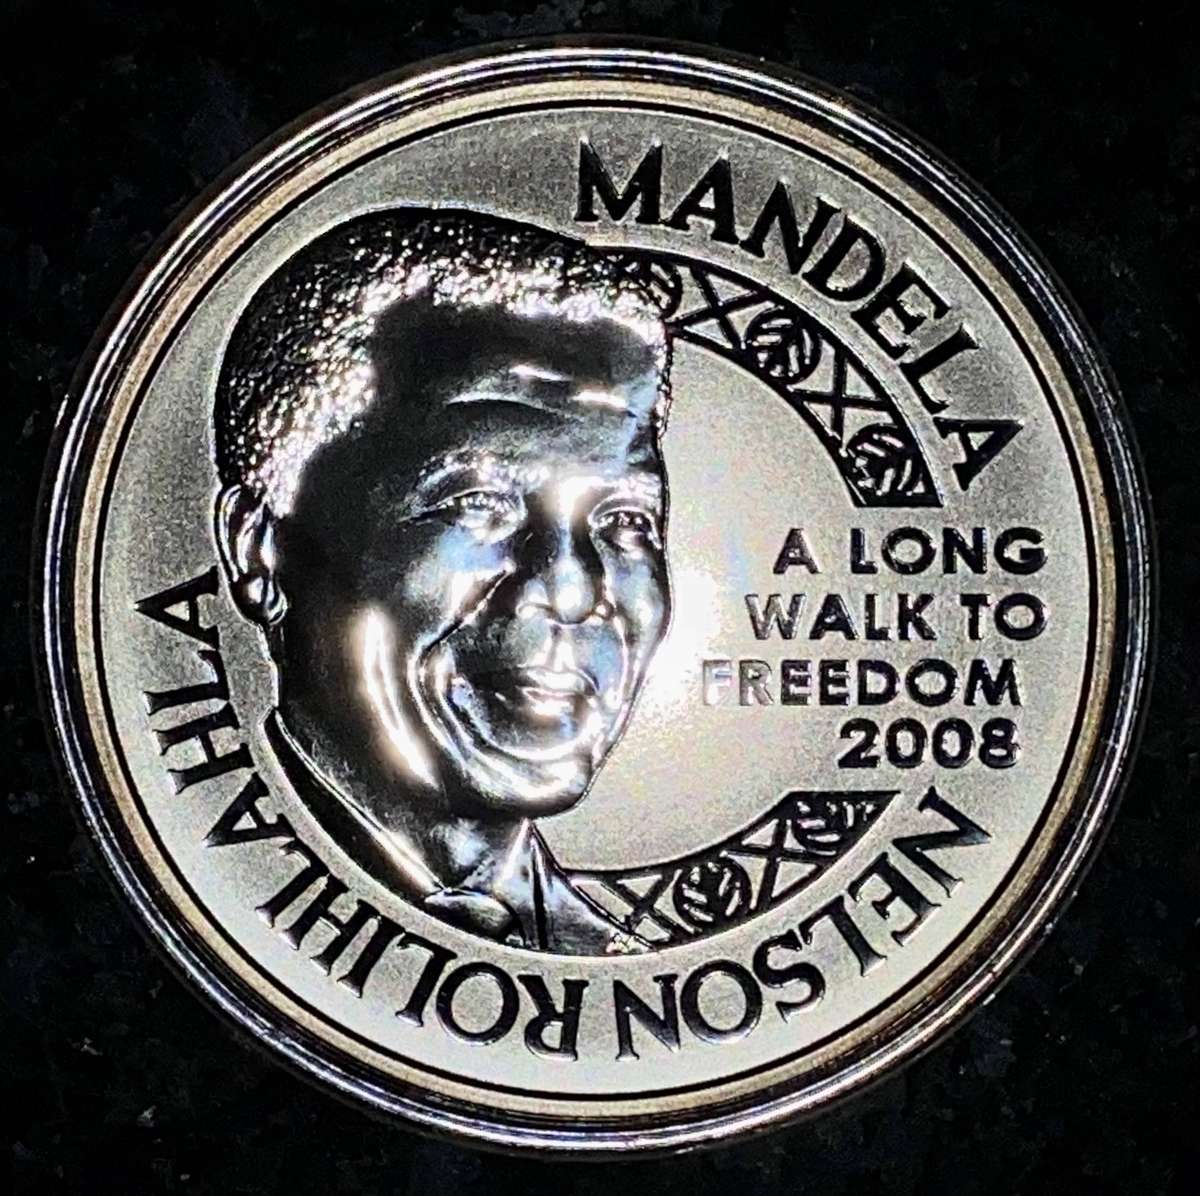 NELSON ROLIHLAHLA MANDELA
A LONG
WALK TO
FREEDOM
2008